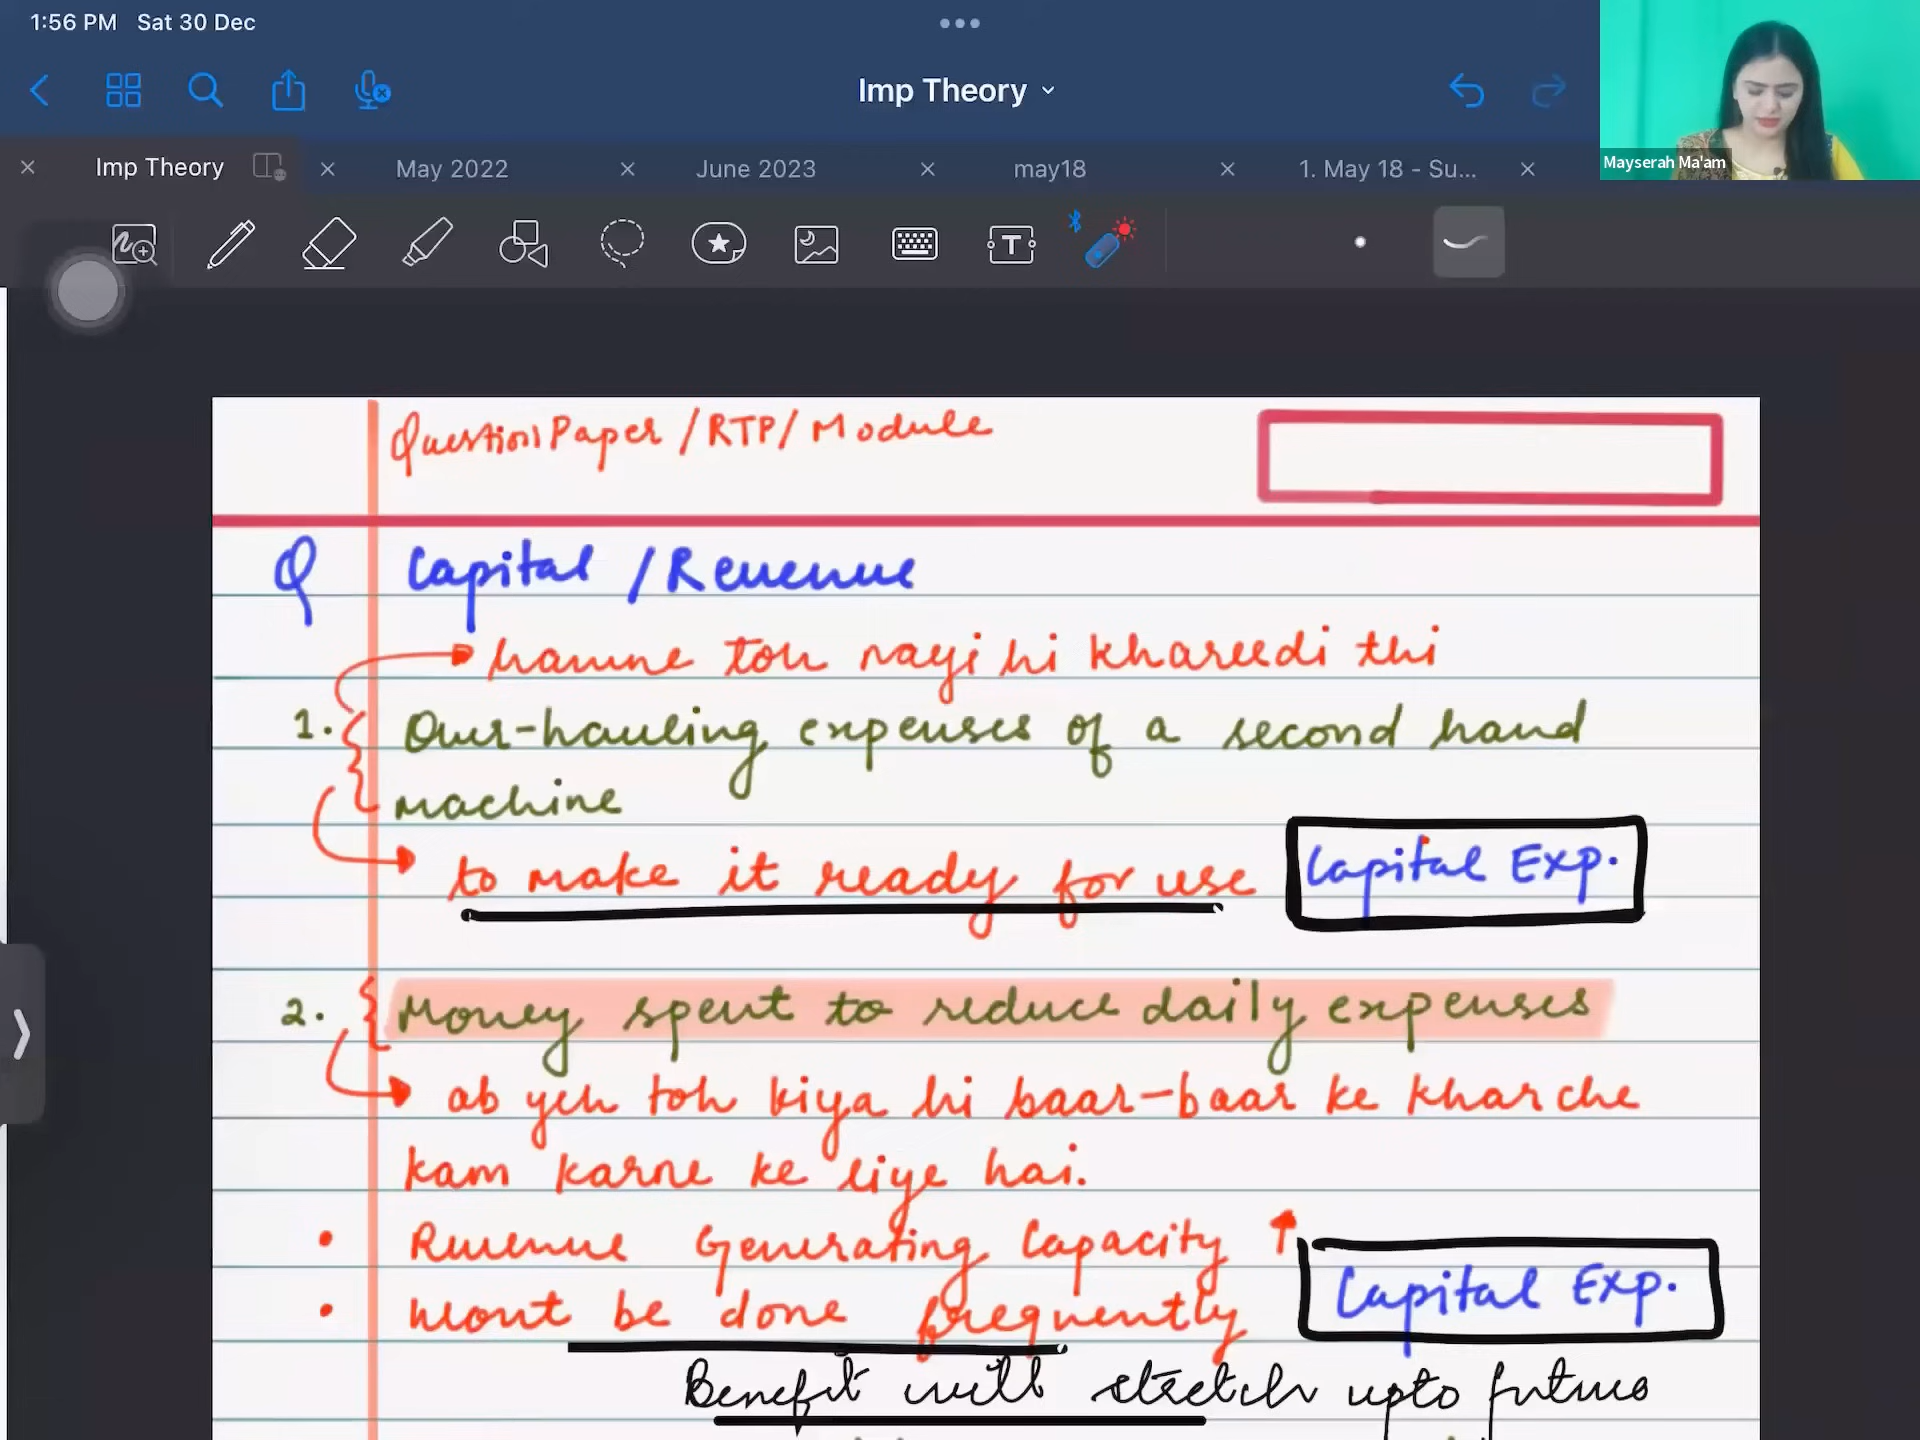 1:56 PM Sat 30 Dec
Imp Theory
Mayserah Ma'am
Imp Theory
May 2022
June 2023
may18
1. May 18 - Su...
T
Question Paper / RTP / Module
Q Capital / Revenue
hamne toh nayi hi khareedi thi
1. Over-hauling expenses of a second hand
machine
to make it ready for use Capital Exp.
2. Money spent to reduce daily expenses
ab yeh toh kiya hi baar-baar ke kharche
kam karne ke liye hai.
• Revenue Generating Capacity ↑
• Wont be done frequently Capital Exp.
Benefit will stretch upto future